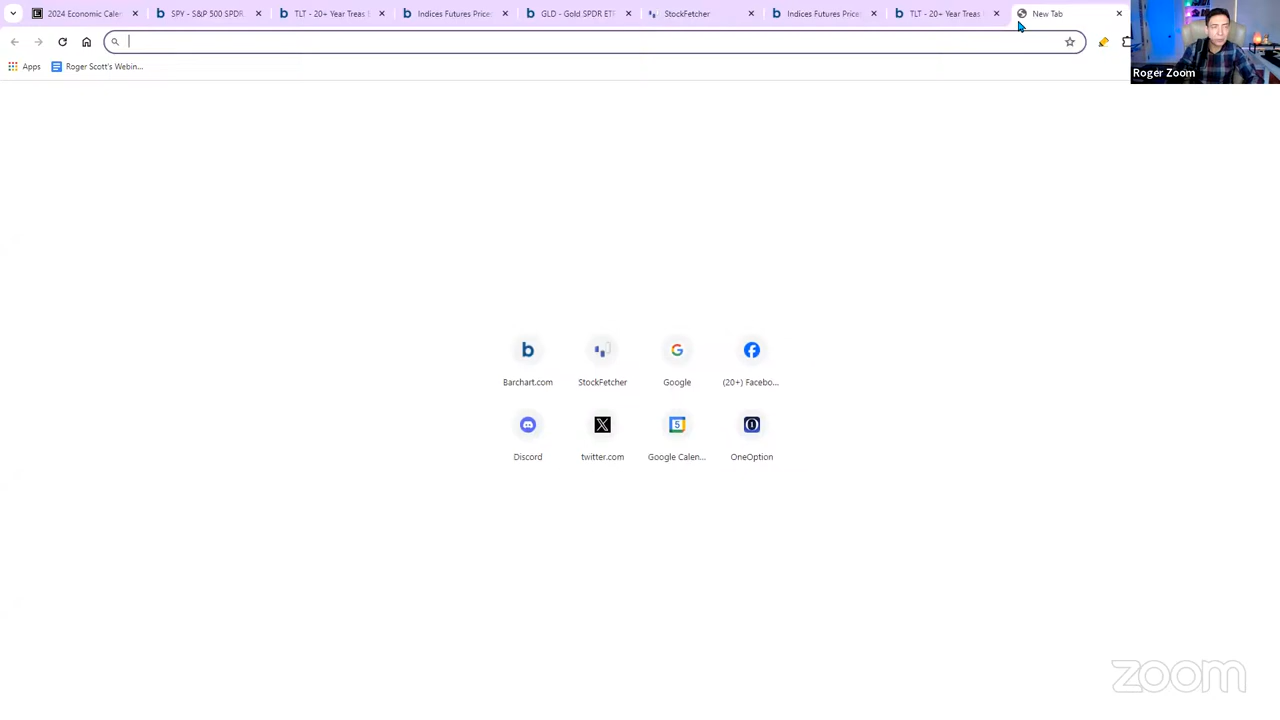 2024 Economic Cale
SPY - S&P 500 SPDR
TLT - 20+ Year Treas
Indices Futures Price
GLD - Gold SPDR ETF
StockFetcher
Indices Futures Price
TLT - 20+ Year Treas
New Tab
Apps
Roger Scott's Webin...
Roger Zoom
Barchart.com
StockFetcher
Google
(20+) Facebo...
Discord
twitter.com
Google Calen...
OneOption
zoom